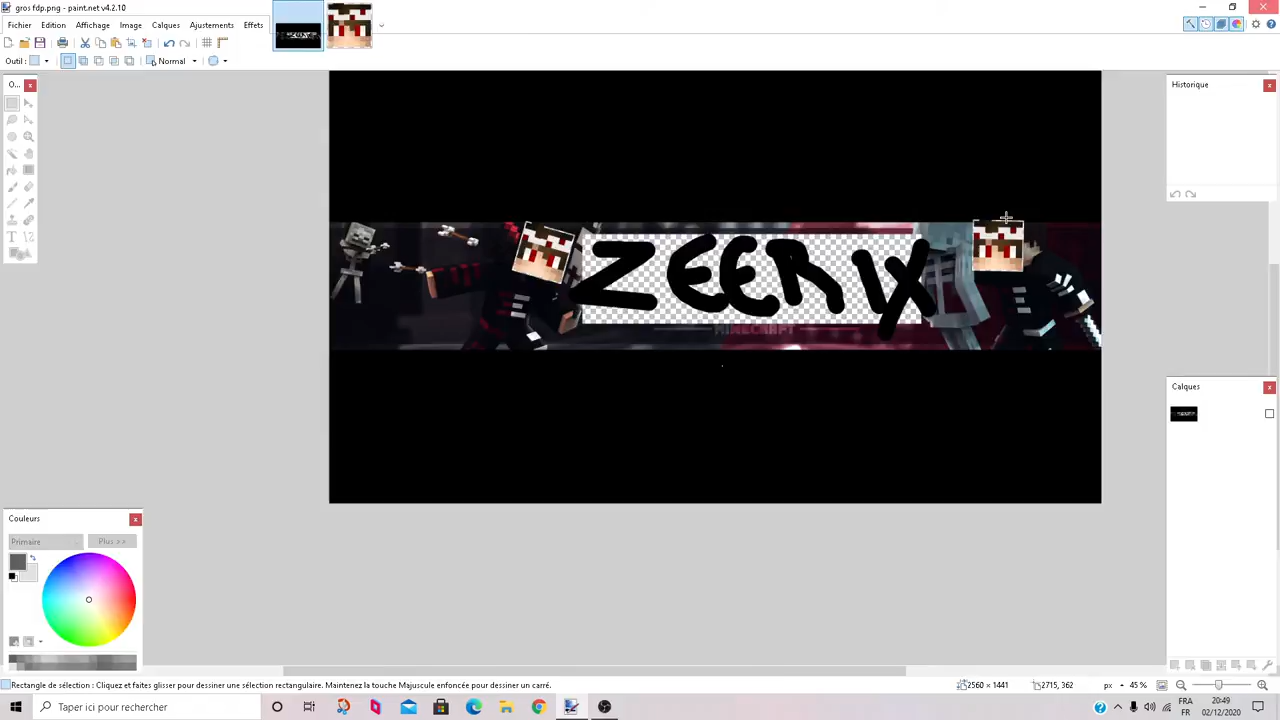 gros fdp.png - paint.net v4.2.10
Fichier Edition Affichage Image Calques Ajustements Effets
Outil : Normal
O...
Historique
ZEERIX
MINECRAFT
Calques
Couleurs
Primaire Plus >>
Rectangle de sélection : Cliquez et faites glisser pour dessiner une sélection rectangulaire. Maintenez la touche Majuscule enfoncée pour dessiner un carré. 2560 × 1441 2715, 362 px 45 %
Taper ici pour rechercher
FRA
FR
20:49
02/12/2020